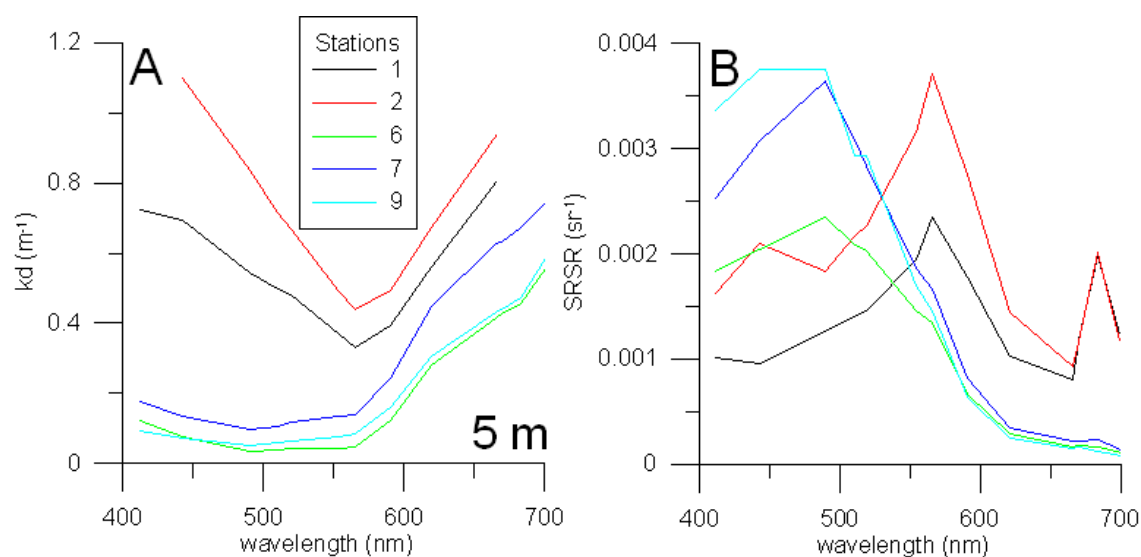 A
Stations
1
2
6
7
9
5 m
1.2
0.8
0.4
0
kd (m-1)
400
500
600
700
wavelength (nm)
B
0.004
0.003
0.002
0.001
0
SRSR (sr-1)
400
500
600
700
wavelength (nm)